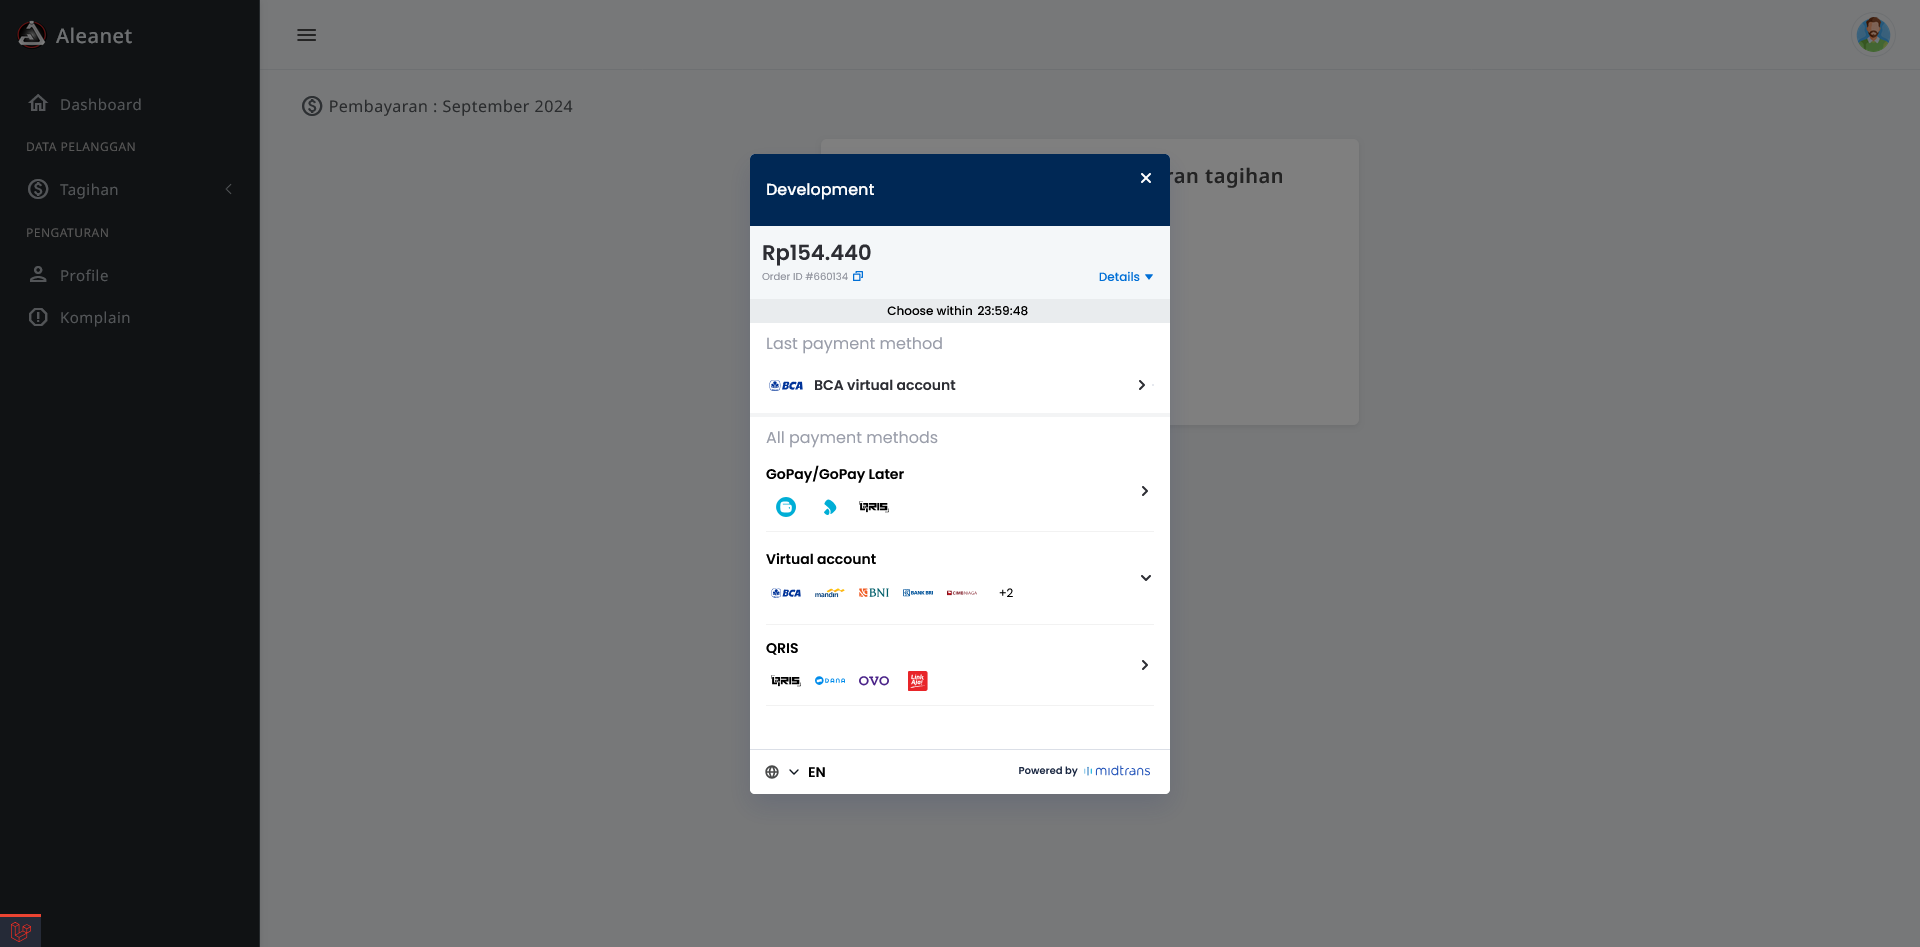 Aleanet
Dashboard
DATA PELANGGAN
Tagihan
PENGATURAN
Profile
Komplain
Pembayaran : September 2024
ran tagihan
Development
Rp154.440
Order ID #660134
Details
Choose within 23:59:48
Last payment method
BCA BCA virtual account
All payment methods
GoPay/GoPay Later
QRIS
Virtual account
BCA mandiri BNI BANK BRI CIMB NIAGA +2
QRIS
QRIS DANA OVO Link Aja!
EN
Powered by midtrans